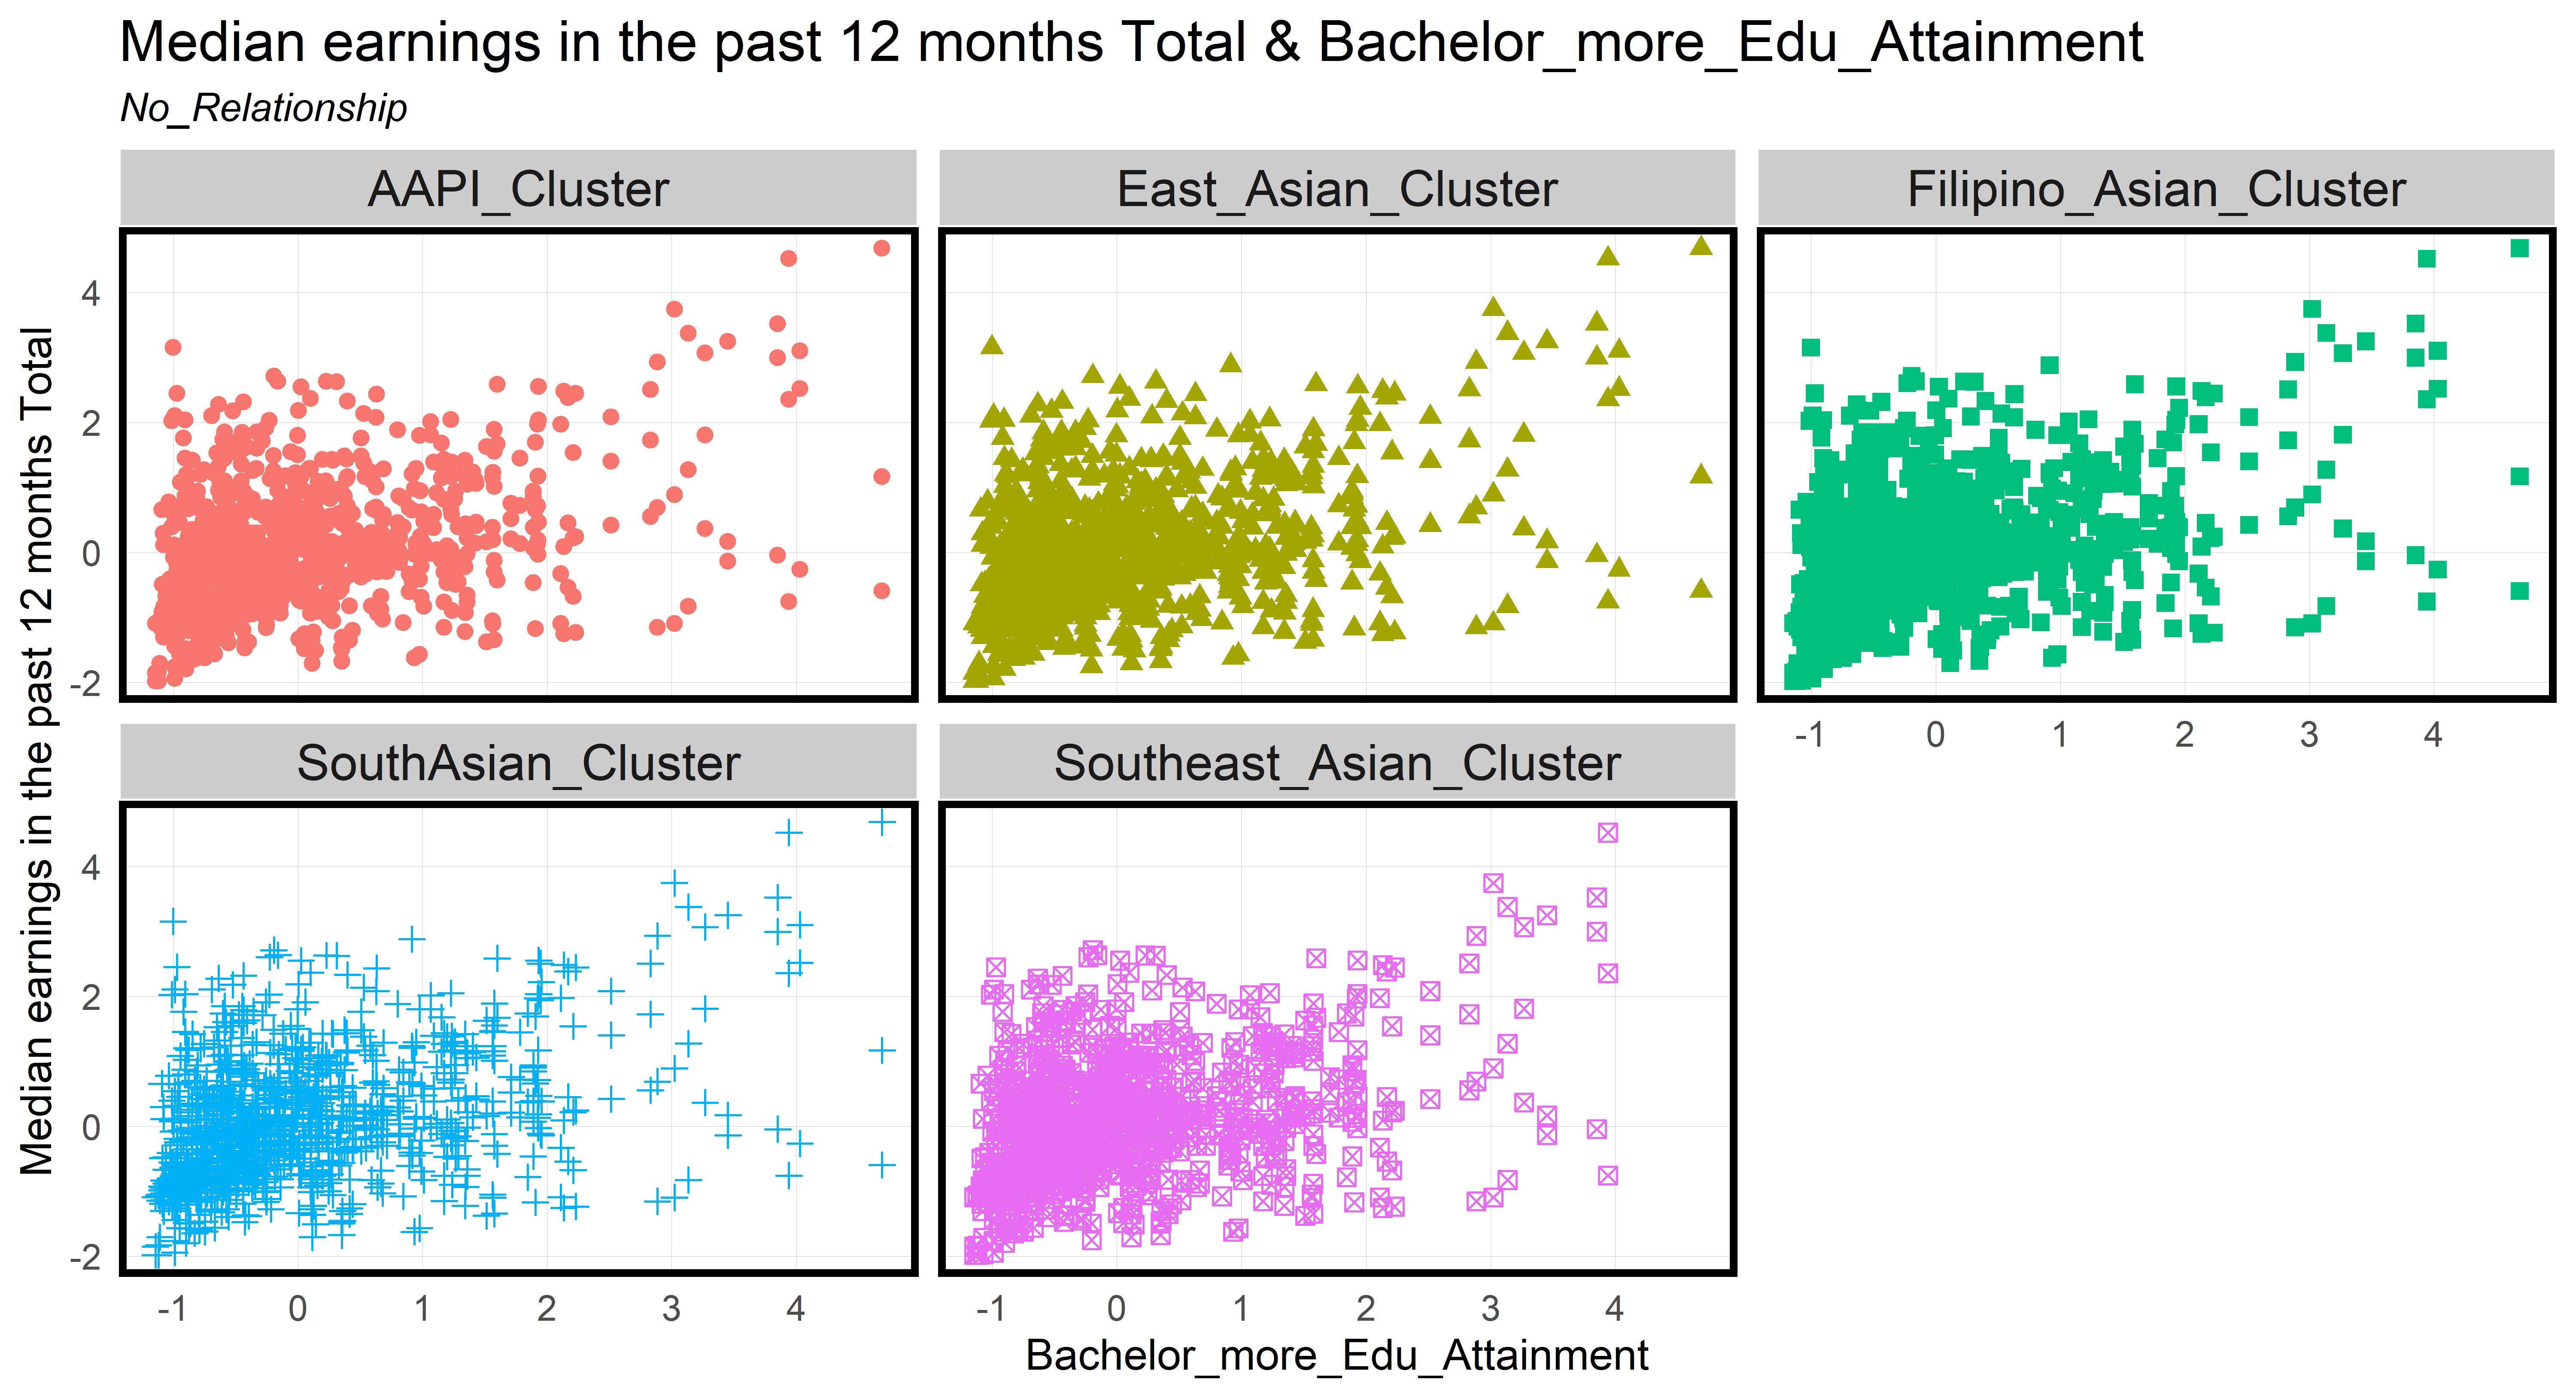 Median earnings in the past 12 months Total & Bachelor_more_Edu_Attainment
No_Relationship
AAPI_Cluster
East_Asian_Cluster
Filipino_Asian_Cluster
4
2
0
-2
-1 0 1 2 3 4
SouthAsian_Cluster
Southeast_Asian_Cluster
4
2
0
-2
-1 0 1 2 3 4
-1 0 1 2 3 4
Median earnings in the past 12 months Total
Bachelor_more_Edu_Attainment